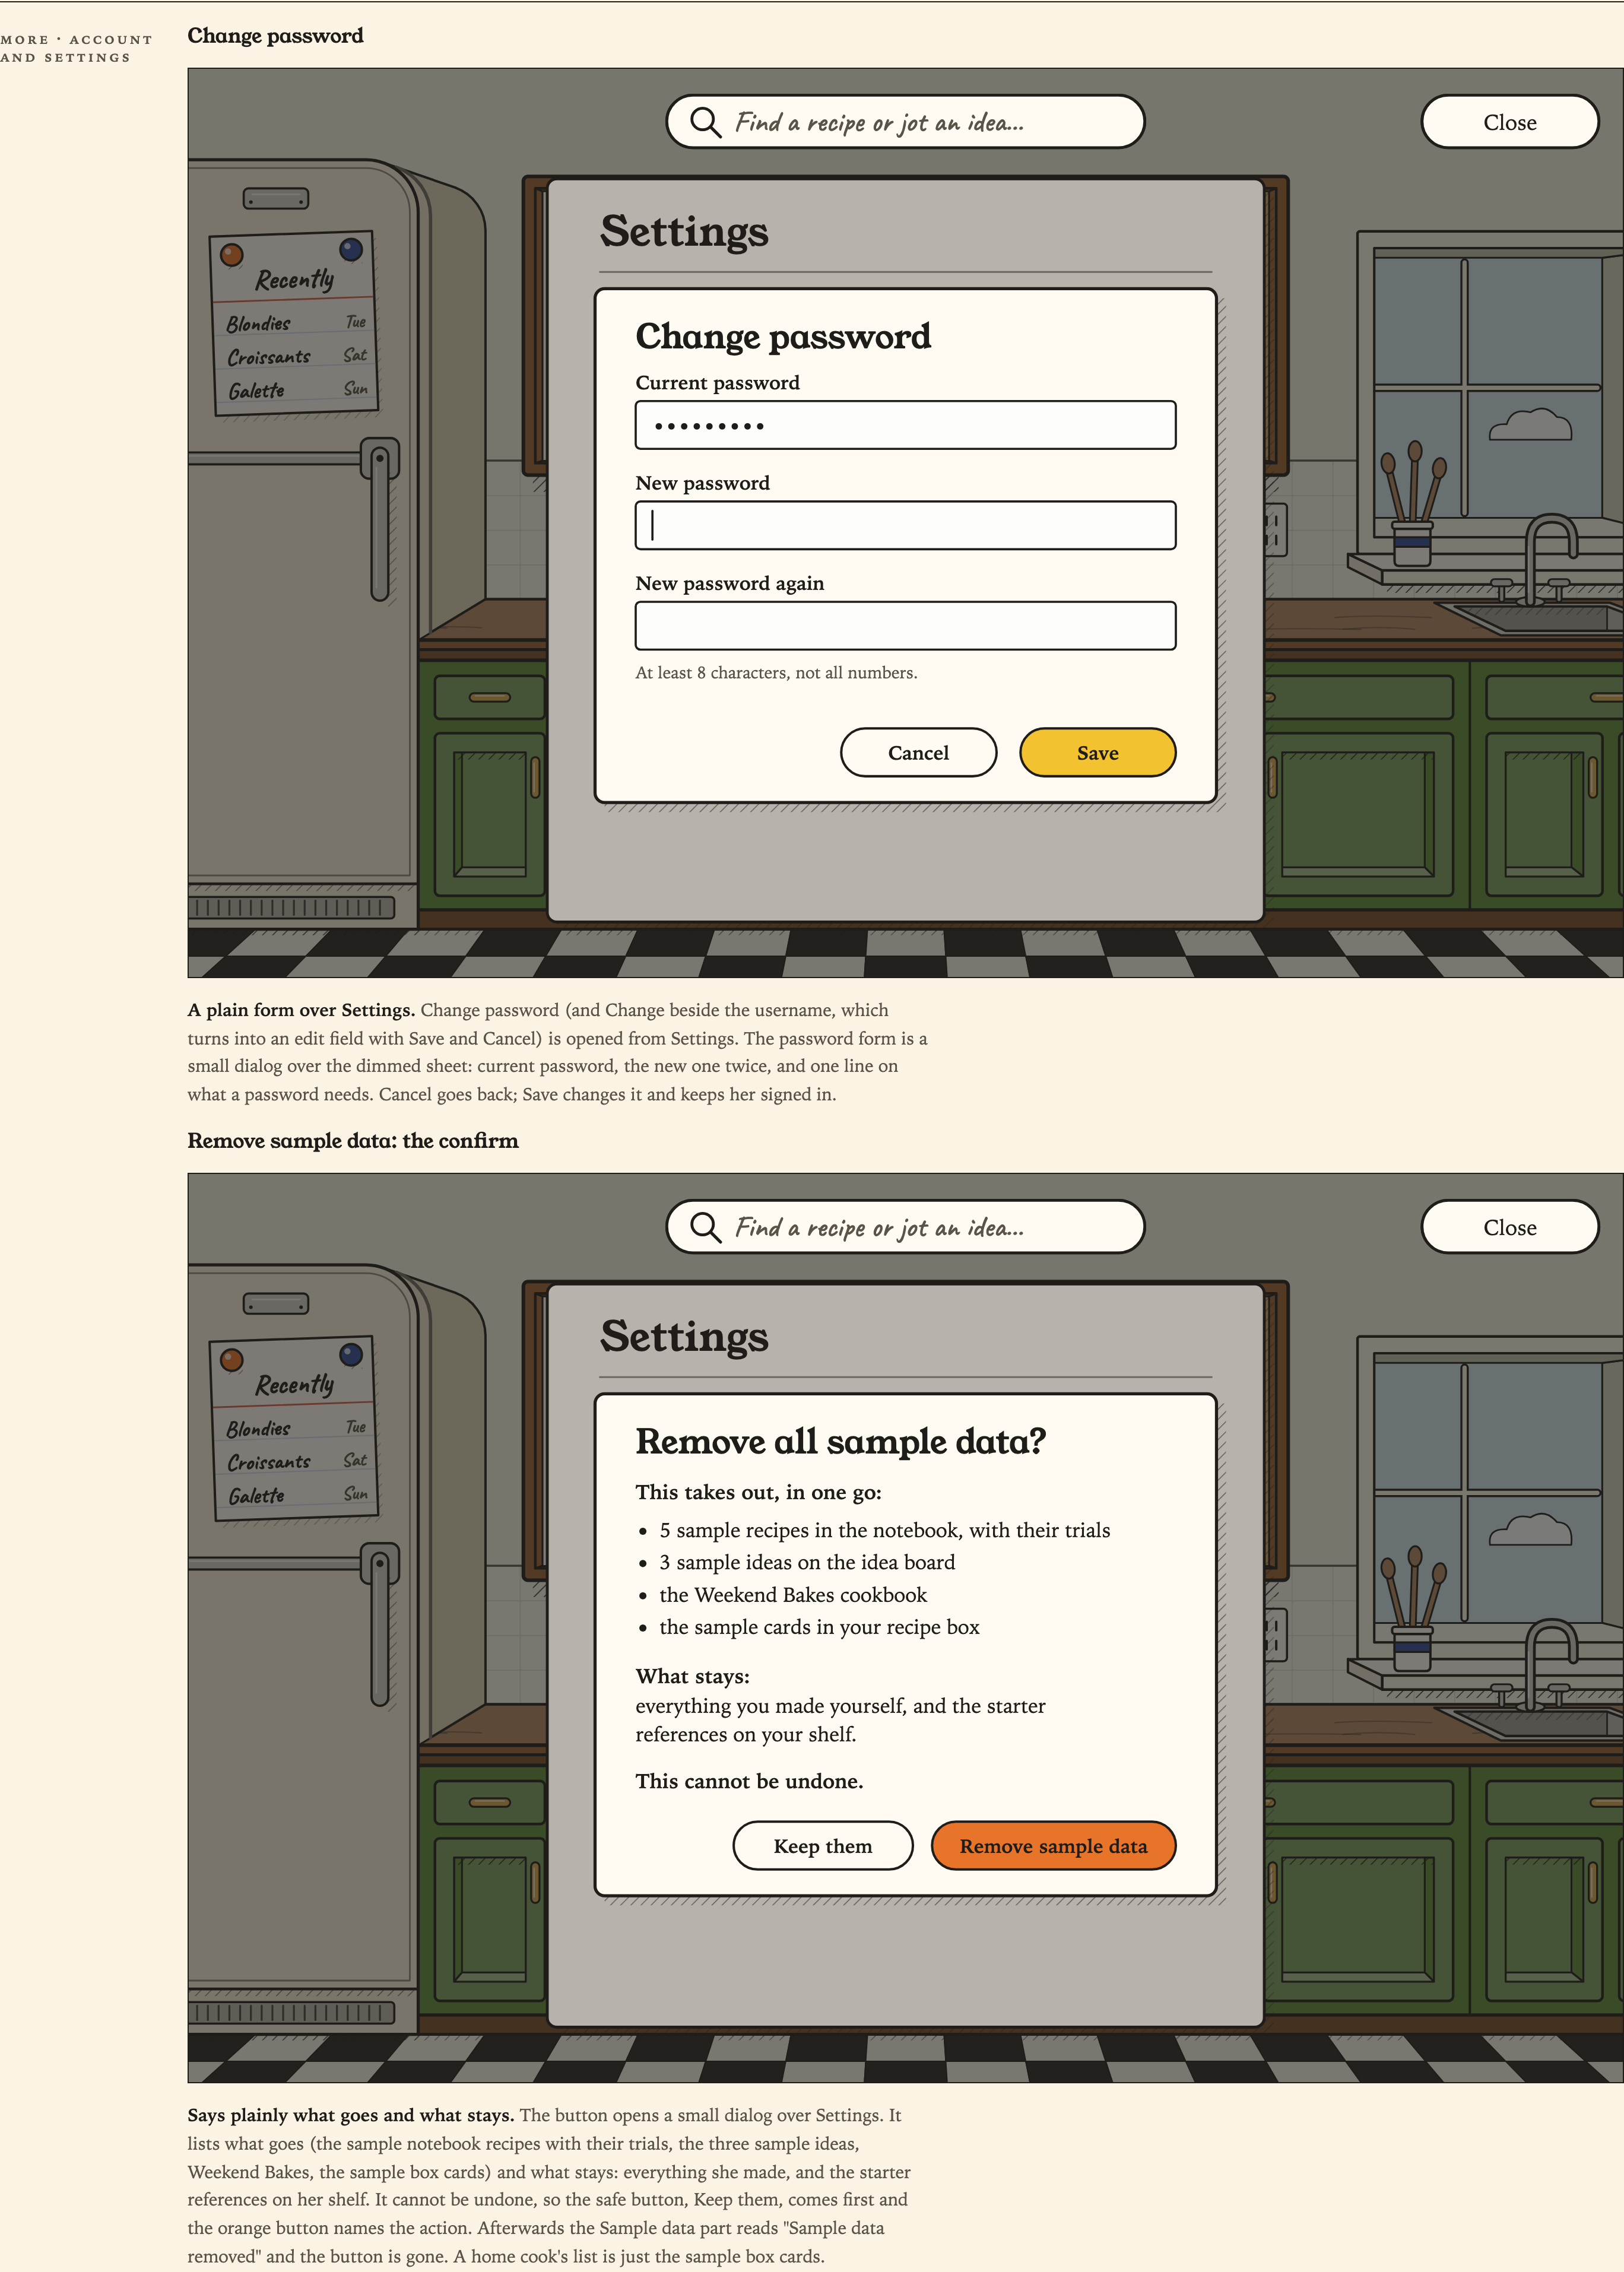 MORE · ACCOUNT
AND SETTINGS
Change password
Find a recipe or jot an idea...
Close
Recently
Blondies Tue
Croissants Sat
Galette Sun
Settings
Change password
Current password
New password
New password again
At least 8 characters, not all numbers.
Cancel
Save
A plain form over Settings. Change password (and Change beside the username, which
turns into an edit field with Save and Cancel) is opened from Settings. The password form is a
small dialog over the dimmed sheet: current password, the new one twice, and one line on
what a password needs. Cancel goes back; Save changes it and keeps her signed in.
Remove sample data: the confirm
Find a recipe or jot an idea...
Close
Recently
Blondies Tue
Croissants Sat
Galette Sun
Settings
Remove all sample data?
This takes out, in one go:
• 5 sample recipes in the notebook, with their trials
• 3 sample ideas on the idea board
• the Weekend Bakes cookbook
• the sample cards in your recipe box
What stays:
everything you made yourself, and the starter
references on your shelf.
This cannot be undone.
Keep them
Remove sample data
Says plainly what goes and what stays. The button opens a small dialog over Settings. It
lists what goes (the sample notebook recipes with their trials, the three sample ideas,
Weekend Bakes, the sample box cards) and what stays: everything she made, and the starter
references on her shelf. It cannot be undone, so the safe button, Keep them, comes first and
the orange button names the action. Afterwards the Sample data part reads "Sample data
removed" and the button is gone. A home cook's list is just the sample box cards.